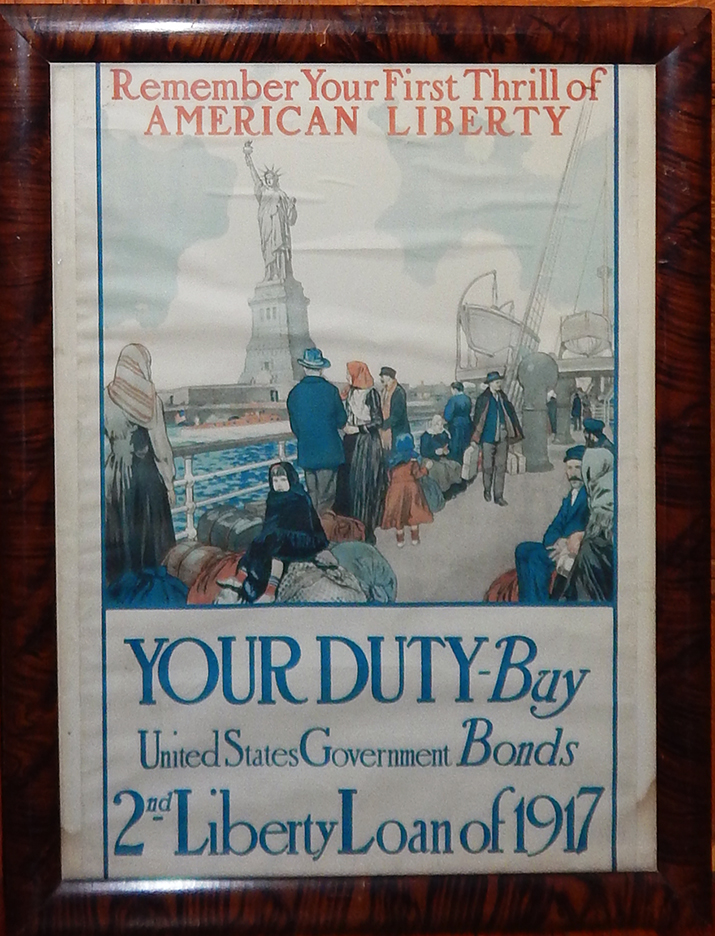 Remember Your First Thrill of
AMERICAN LIBERTY
YOUR DUTY-Buy
United States Government Bonds
2nd Liberty Loan of 1917